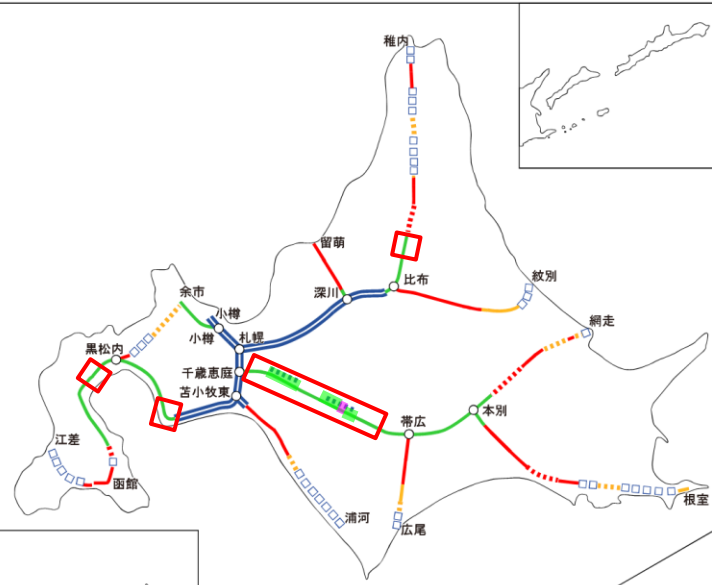 稚内
留萌
比布
紋別
深川
余市
小樽
小樽
札幌
網走
黒松内
千歳恵庭
苫小牧東
帯広
本別
江差
函館
浦河
広尾
根室